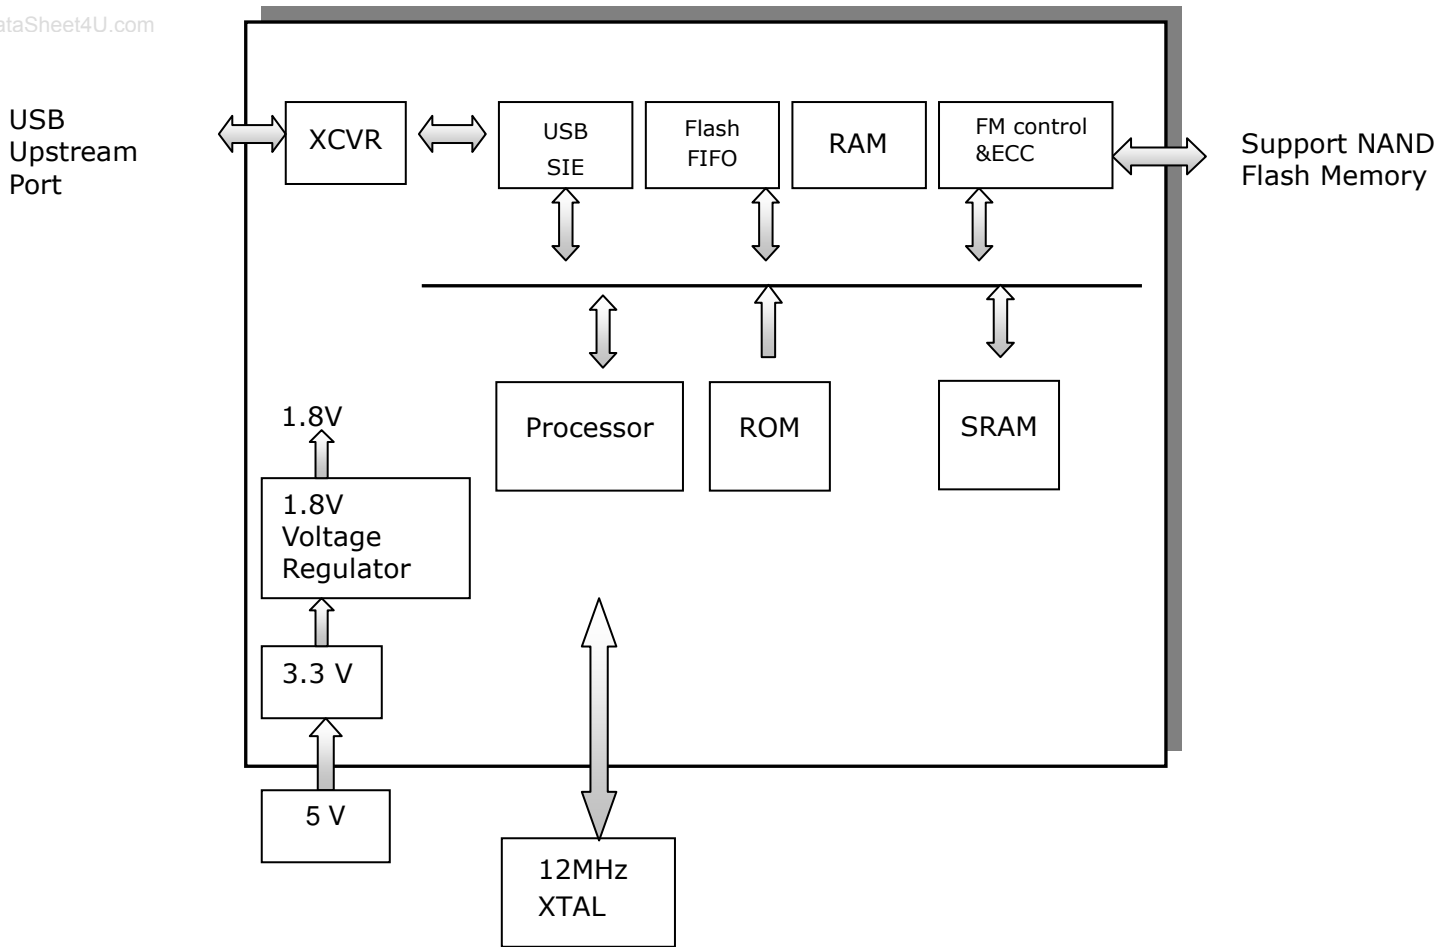 ataSheet4U.com
USB
Upstream
Port
XCVR
USB
SIE
Flash
FIFO
RAM
FM control
&ECC
Support NAND
Flash Memory
Processor
ROM
SRAM
1.8V
1.8V
Voltage
Regulator
3.3 V
5 V
12MHz
XTAL